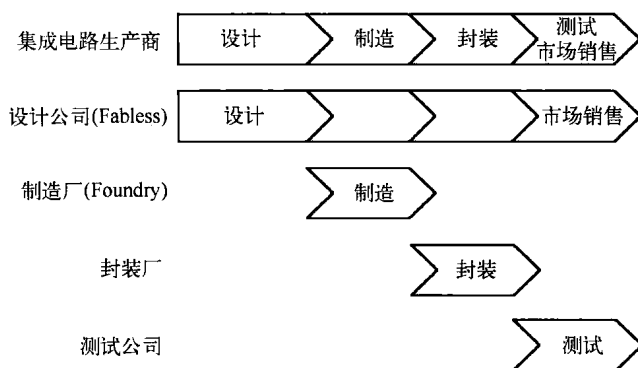 集成电路生产商 设计 制造 封装 测试
市场销售
设计公司(Fabless) 设计 市场销售
制造厂(Foundry) 制造
封装厂 封装
测试公司 测试